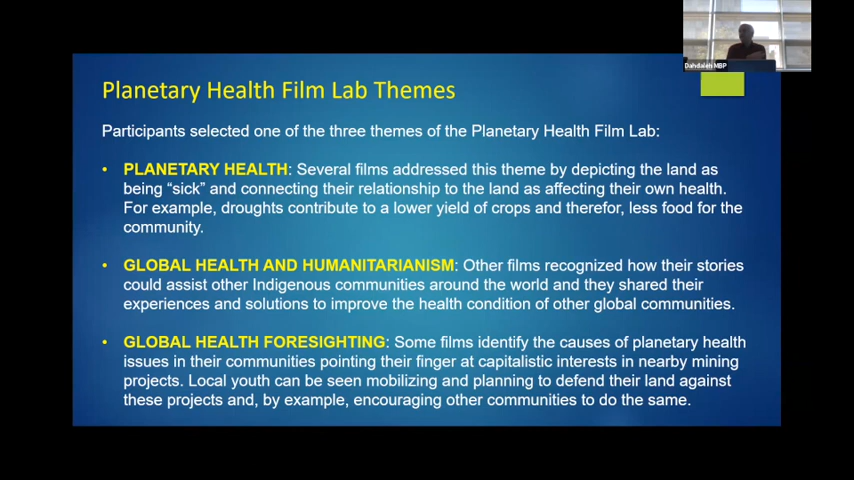 Dahdaleh MBP
Planetary Health Film Lab Themes
Participants selected one of the three themes of the Planetary Health Film Lab:
• PLANETARY HEALTH: Several films addressed this theme by depicting the land as
being “sick” and connecting their relationship to the land as affecting their own health.
For example, droughts contribute to a lower yield of crops and therefor, less food for the
community.
• GLOBAL HEALTH AND HUMANITARIANISM: Other films recognized how their stories
could assist other Indigenous communities around the world and they shared their
experiences and solutions to improve the health condition of other global communities.
• GLOBAL HEALTH FORESIGHTING: Some films identify the causes of planetary health
issues in their communities pointing their finger at capitalistic interests in nearby mining
projects. Local youth can be seen mobilizing and planning to defend their land against
these projects and, by example, encouraging other communities to do the same.